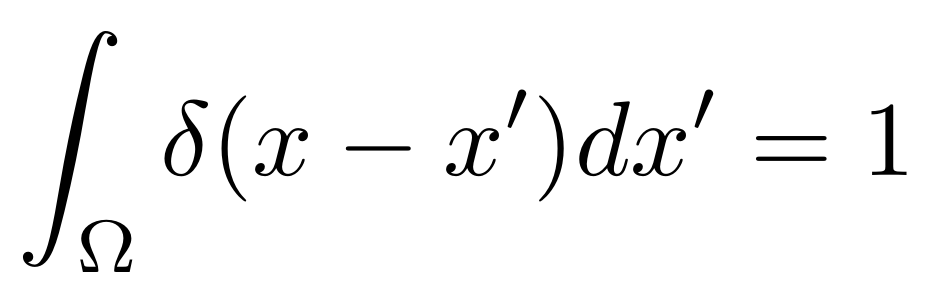 ∫_Ω δ(x − x′)dx′ = 1